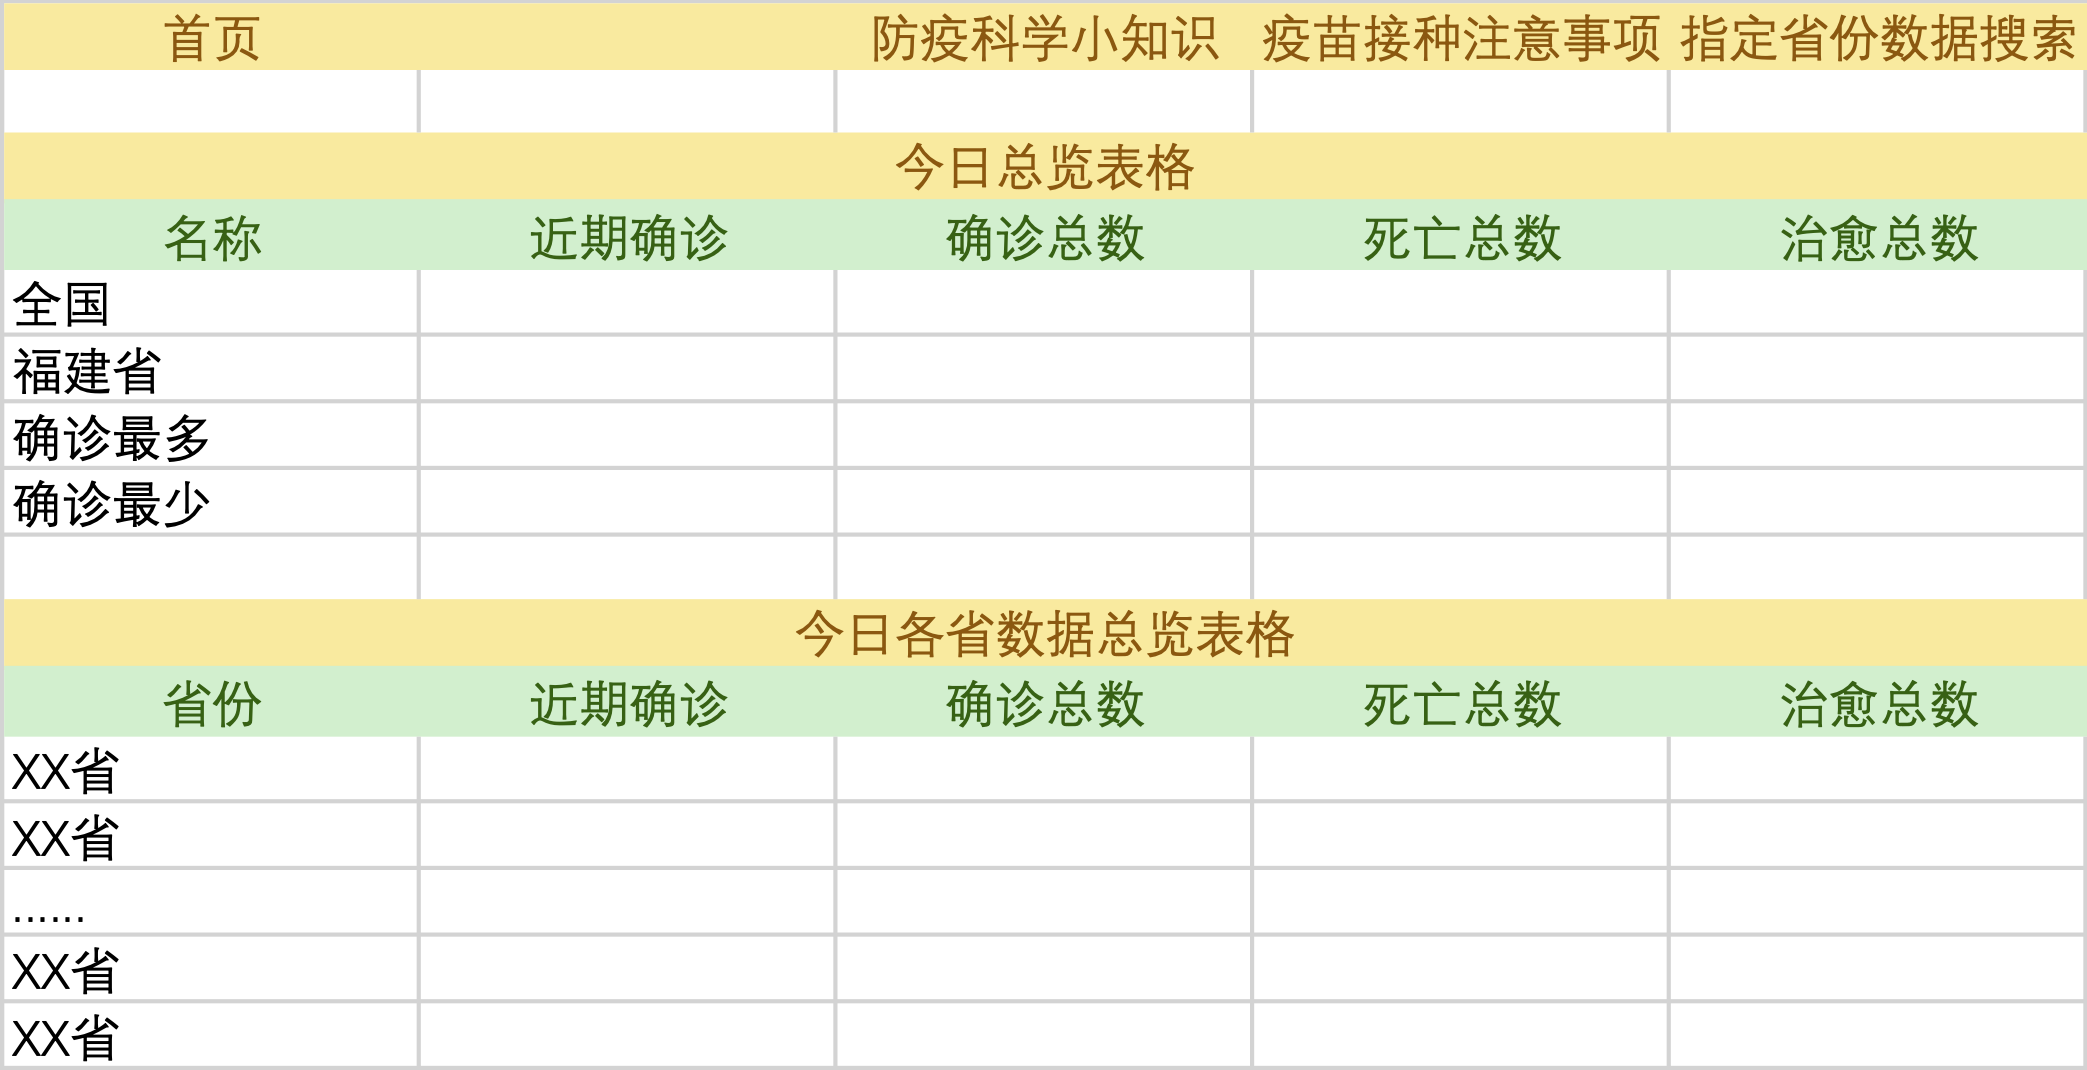 首页 防疫科学小知识 疫苗接种注意事项 指定省份数据搜索
今日总览表格
名称 近期确诊 确诊总数 死亡总数 治愈总数
全国
福建省
确诊最多
确诊最少
今日各省数据总览表格
省份 近期确诊 确诊总数 死亡总数 治愈总数
XX省
XX省
......
XX省
XX省